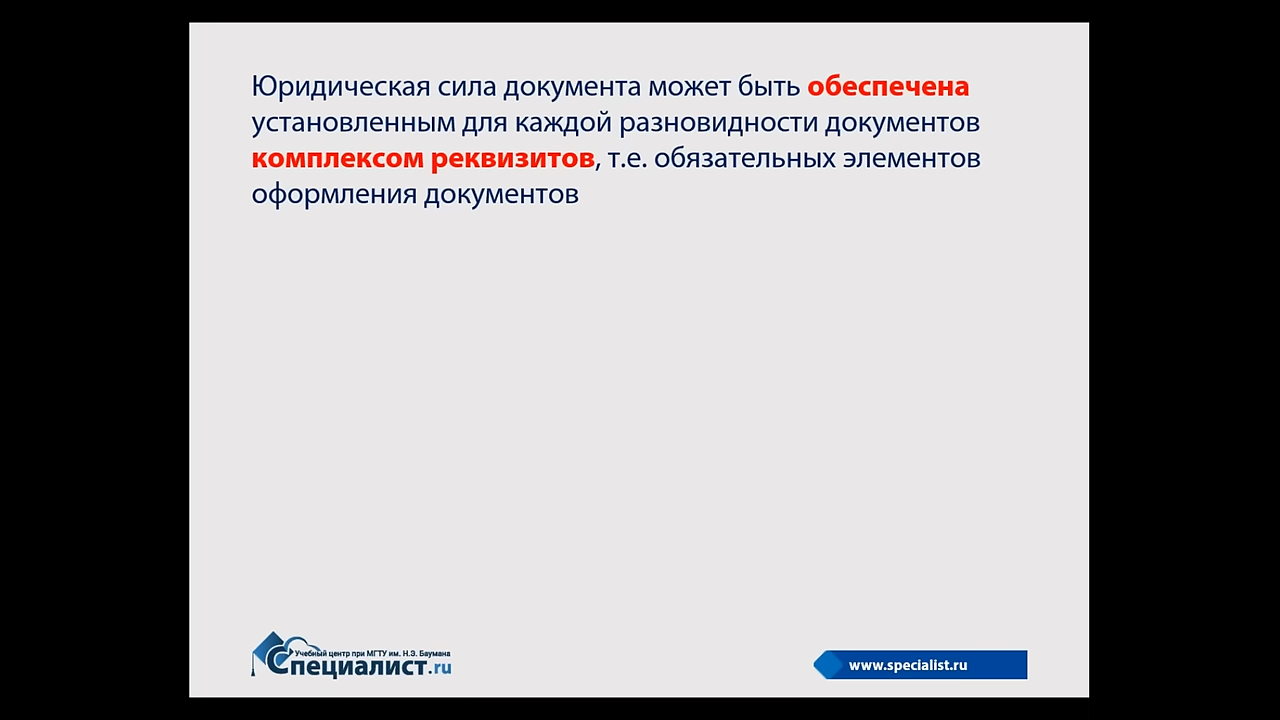 Юридическая сила документа может быть обеспечена
установленным для каждой разновидности документов
комплексом реквизитов, т.е. обязательных элементов
оформления документов
Учебный центр при МГТУ им. Н.Э. Баумана
Специалист.ru
www.specialist.ru